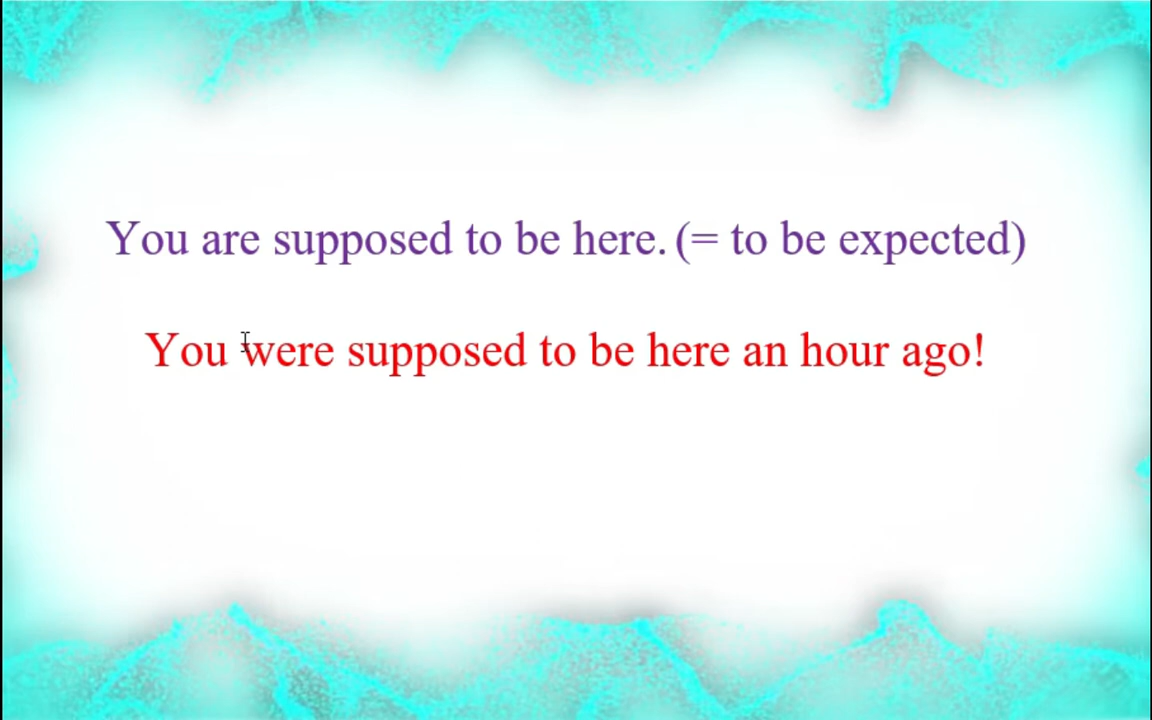 You are supposed to be here. (= to be expected)
You were supposed to be here an hour ago!